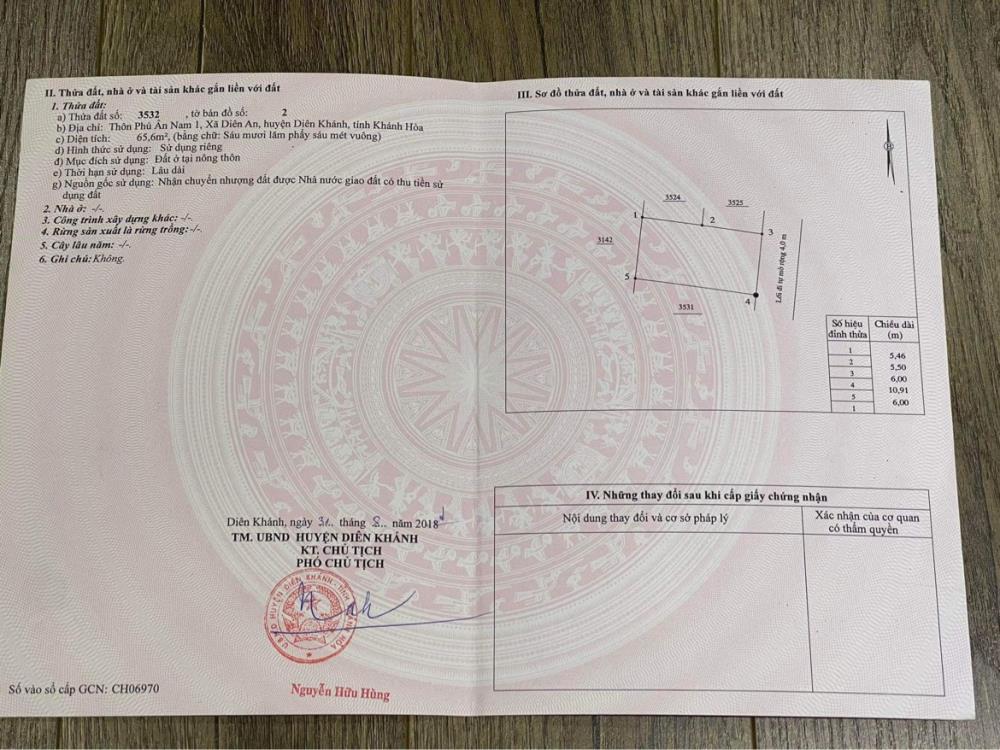 II. Thửa đất, nhà ở và tài sản khác gắn liền với đất
1. Thửa đất:
a) Thửa đất số: 3532 , tờ bản đồ số: 2
b) Địa chỉ: Thôn Phú Ân Nam 1, Xã Diên An, huyện Diên Khánh, tỉnh Khánh Hòa
c) Diện tích: 65,6m², (bằng chữ: Sáu mươi lăm phẩy sáu mét vuông)
d) Hình thức sử dụng: Sử dụng riêng
đ) Mục đích sử dụng: Đất ở tại nông thôn
e) Thời hạn sử dụng: Lâu dài
g) Nguồn gốc sử dụng: Nhận chuyển nhượng đất được Nhà nước giao đất có thu tiền sử
dụng đất
2. Nhà ở: -/-
3. Công trình xây dựng khác: -/-
4. Rừng sản xuất là rừng trồng:-/-
5. Cây lâu năm: -/-
6. Ghi chú: Không.
Diên Khánh, ngày 31 tháng 8 năm 2018
TM. UBND HUYỆN DIÊN KHÁNH
KT. CHỦ TỊCH
PHÓ CHỦ TỊCH
Nguyễn Hữu Hùng
Số vào sổ cấp GCN: CH06970
III. Sơ đồ thửa đất, nhà ở và tài sản khác gắn liền với đất
3524
3525
1
2
3
3142
Lối đi tự mở rộng 4,0 m
5
4
3531
Số hiệu đỉnh thửa
Chiều dài (m)
1
5,46
2
5,50
3
6,00
4
10,91
5
6,00
1
IV. Những thay đổi sau khi cấp giấy chứng nhận
Nội dung thay đổi và cơ sở pháp lý
Xác nhận của cơ quan
có thẩm quyền